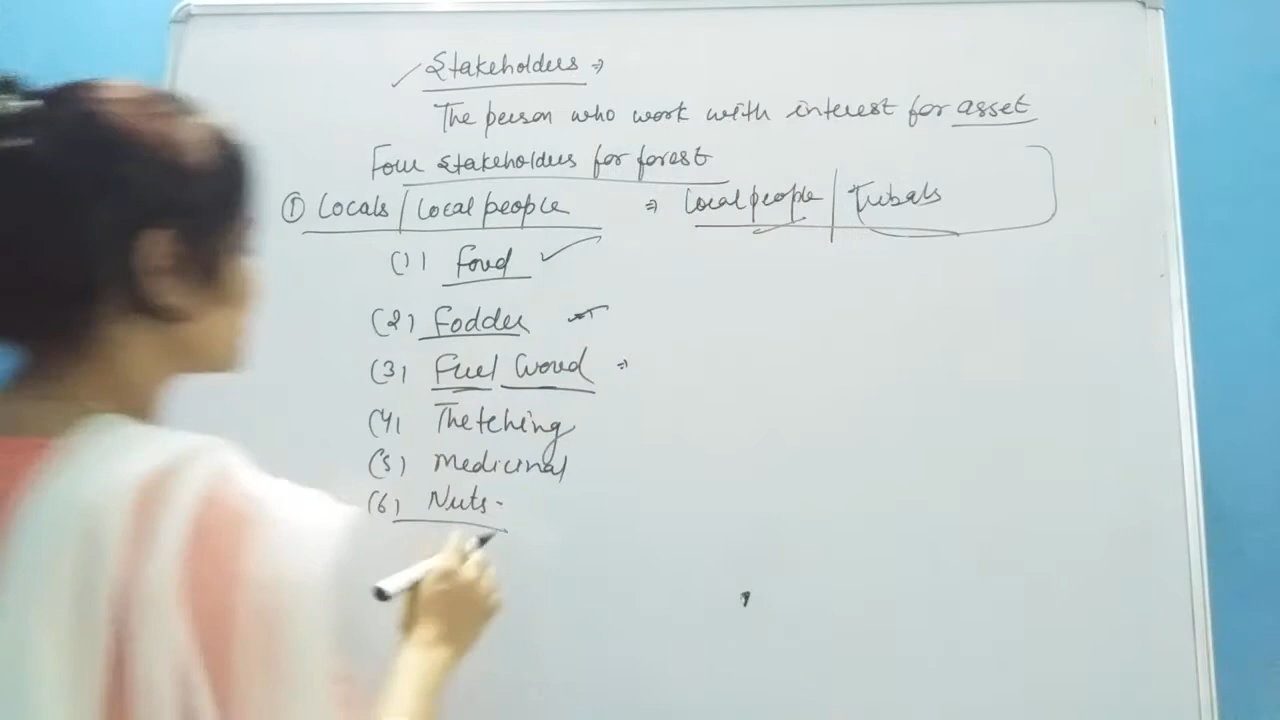 Stakeholders ⇒
The person who work with interest for asset
Four stakeholders for forest
① Locals / Local people ⇒ Local people / Tribals
(1) Food ✓
(2) Fodder
(3) Fuel Wood ⇒
(4) Thetching
(5) Medicinal
(6) Nuts.